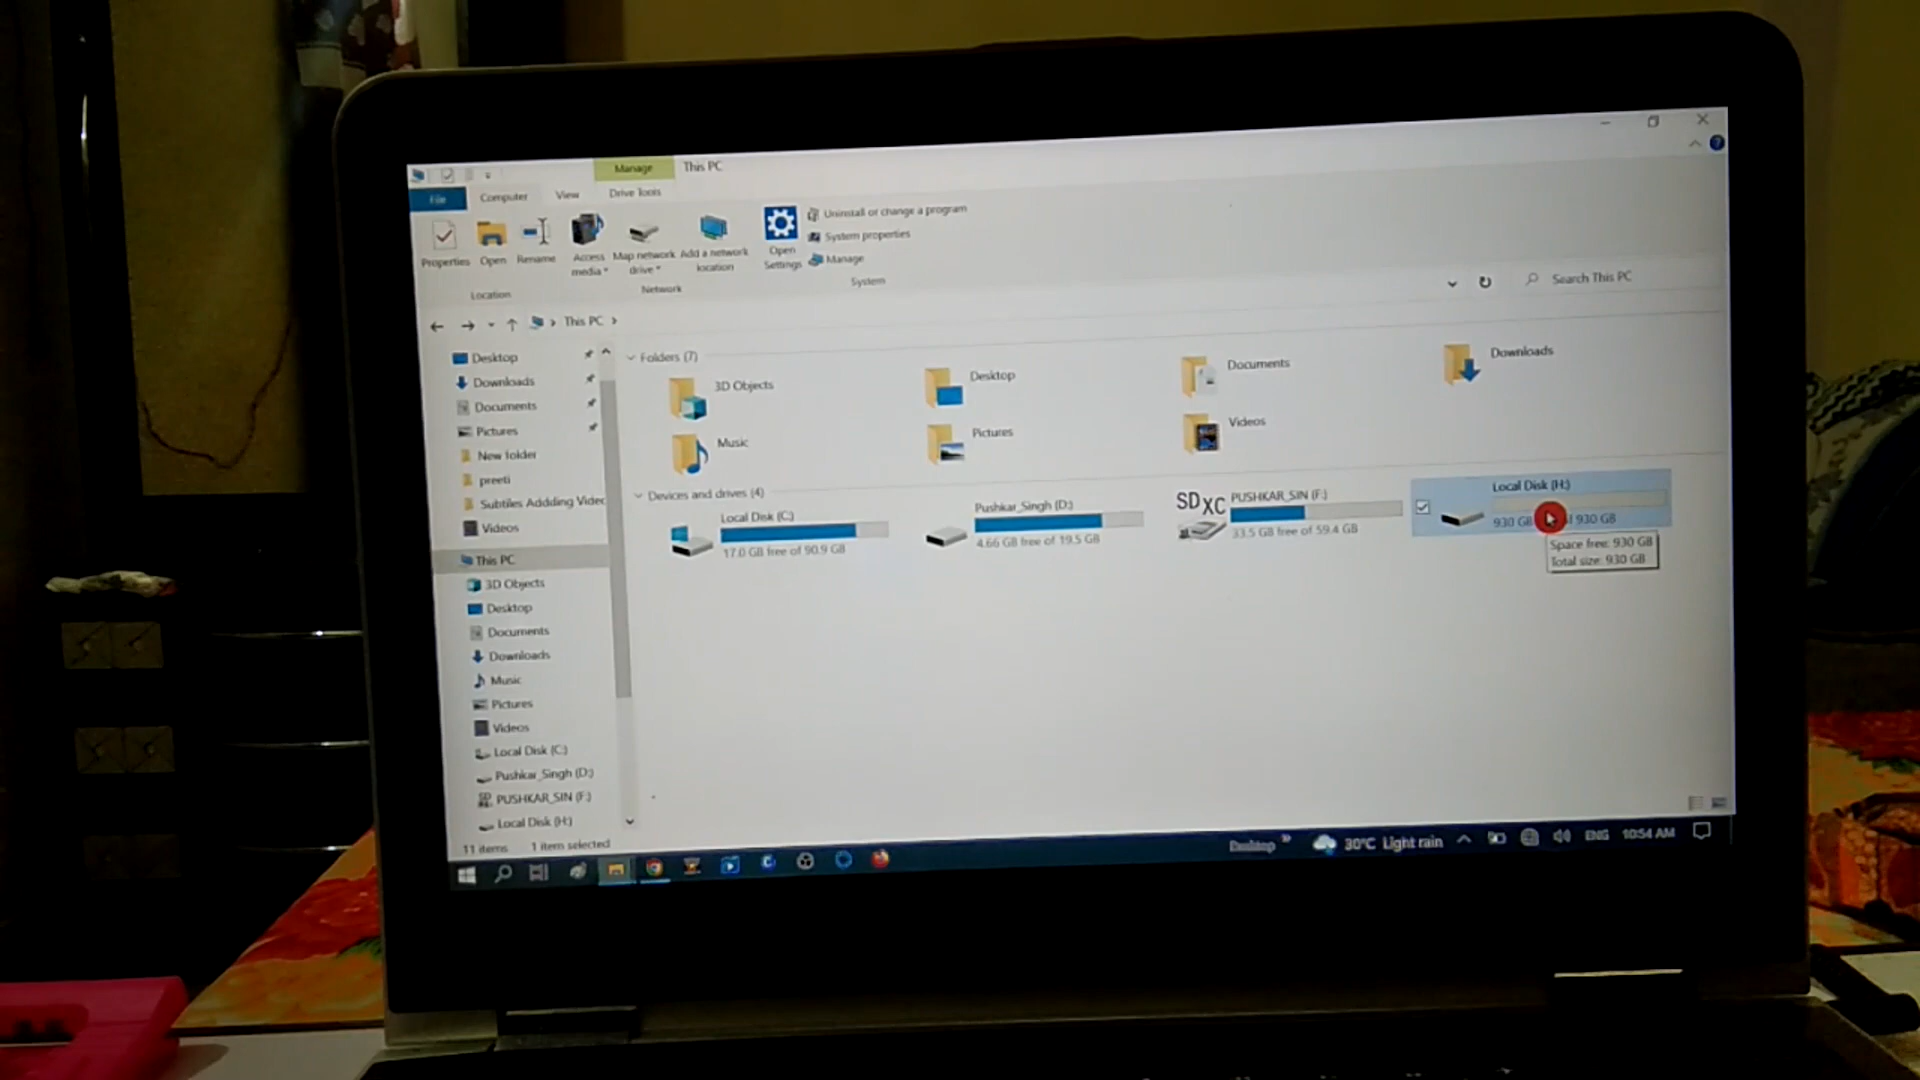 Manage This PC
File Computer View Drive Tools
Properties Open Rename Access media Map network drive Add a network location Open Settings Uninstall or change a program
System properties
Manage
Location Network System
This PC Search This PC
Desktop
Downloads
Documents
Pictures
New folder
preeti
Subtiles Addding Videc
Videos
This PC
3D Objects
Desktop
Documents
Downloads
Music
Pictures
Videos
Local Disk (C:)
Pushkar_Singh (D:)
PUSHKAR_SIN (F:)
Local Disk (H:)
Folders (7)
3D Objects Desktop Documents Downloads
Music Pictures Videos
Devices and drives (4)
Local Disk (C:)
17.0 GB free of 90.9 GB
Pushkar_Singh (D:)
4.66 GB free of 19.5 GB
SDXC
PUSHKAR_SIN (F:)
33.5 GB free of 59.4 GB
Local Disk (H:)
930 GB 930 GB
Space free: 930 GB
Total size: 930 GB
11 items 1 item selected
Desktop 30°C Light rain ENG 10:54 AM